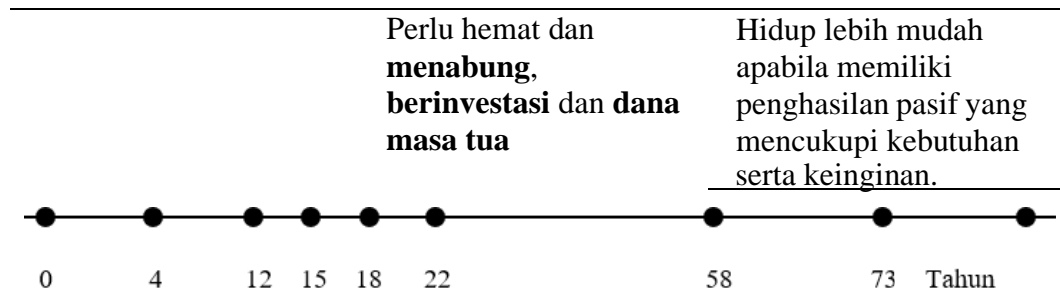 Perlu hemat dan
menabung,
berinvestasi dan dana
masa tua
Hidup lebih mudah
apabila memiliki
penghasilan pasif yang
mencukupi kebutuhan
serta keinginan.
0 4 12 15 18 22 58 73 Tahun